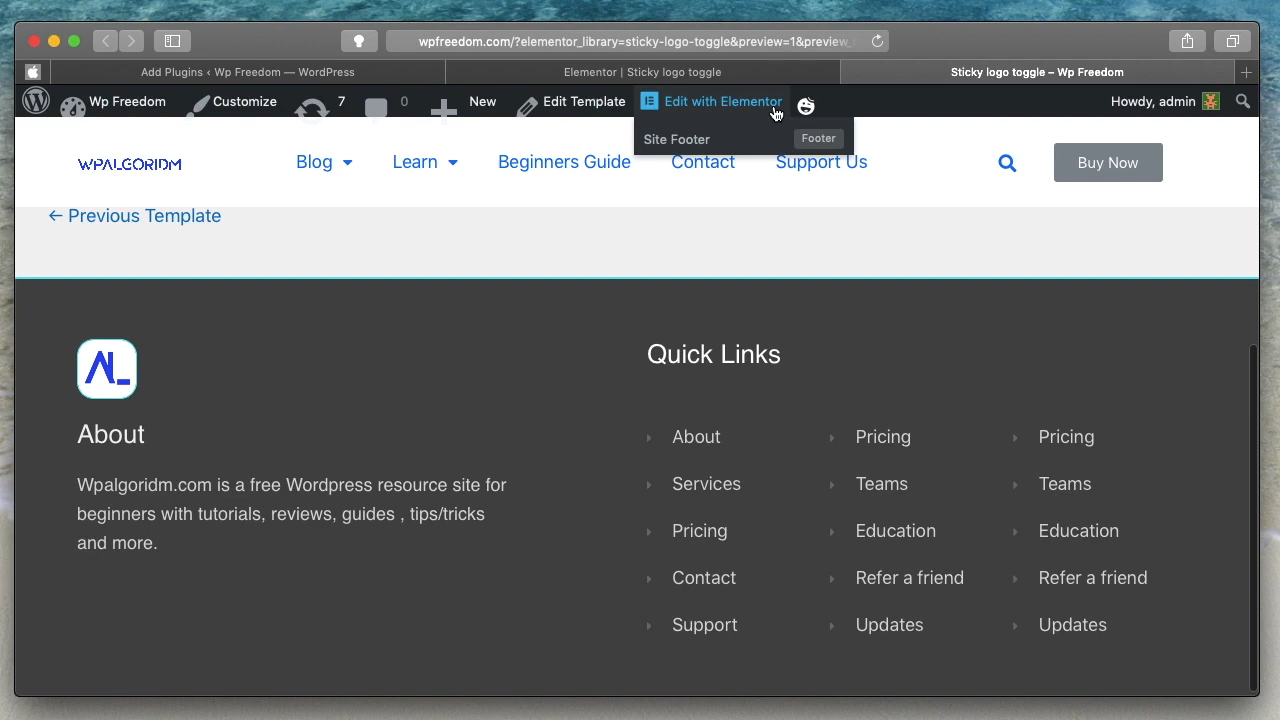 wpfreedom.com/?elementor_library=sticky-logo-toggle&preview=1&preview_
Add Plugins ‹ Wp Freedom — WordPress
Elementor | Sticky logo toggle
Sticky logo toggle – Wp Freedom
Wp Freedom
Customize
7
0
New
Edit Template
Edit with Elementor
Howdy, admin
Site Footer
Footer
WPALGORIDM
Blog
Learn
Beginners Guide
Contact
Support Us
Buy Now
← Previous Template
AL_
Quick Links
About
Wpalgoridm.com is a free Wordpress resource site for
beginners with tutorials, reviews, guides , tips/tricks
and more.
About
Services
Pricing
Contact
Support
Pricing
Teams
Education
Refer a friend
Updates
Pricing
Teams
Education
Refer a friend
Updates